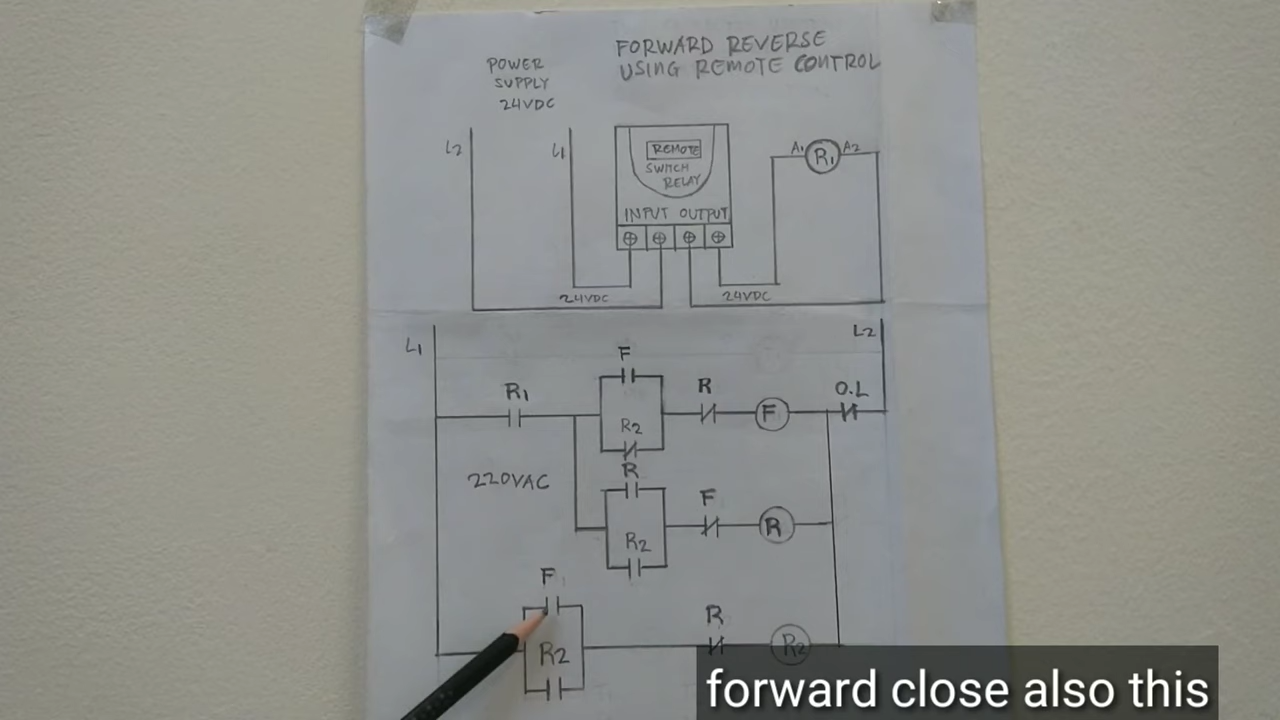 FORWARD REVERSE
USING REMOTE CONTROL
POWER
SUPPLY
24VDC
L2
L1
REMOTE
SWITCH
RELAY
A1
R1
A2
INPUT OUTPUT
24VDC
24VDC
L1
L2
F
R1
R
F
O.L
R2
220VAC
R
F
R
R2
F
R
R2
R2
forward close also this